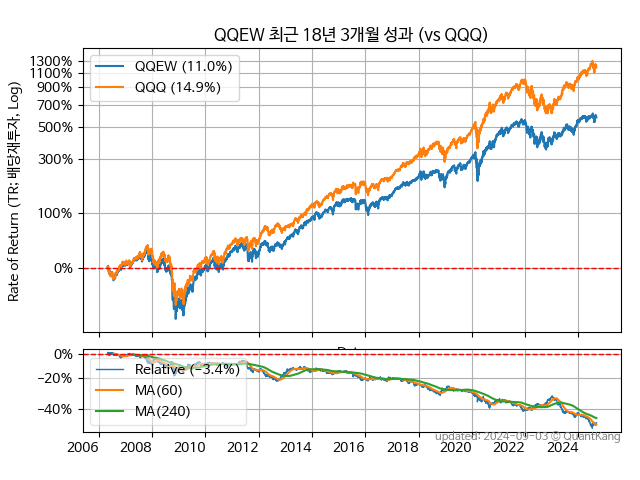 QQEW 최근 18년 3개월 성과 (vs QQQ)
Rate of Return (TR; 배당재투자, Log)
1300%
1100%
900%
700%
500%
300%
100%
0%
QQEW (11.0%)
QQQ (14.9%)
0%
−20%
−40%
Relative (−3.4%)
MA(60)
MA(240)
2006 2008 2010 2012 2014 2016 2018 2020 2022 2024
updated: 2024-09-03 © QuantKang